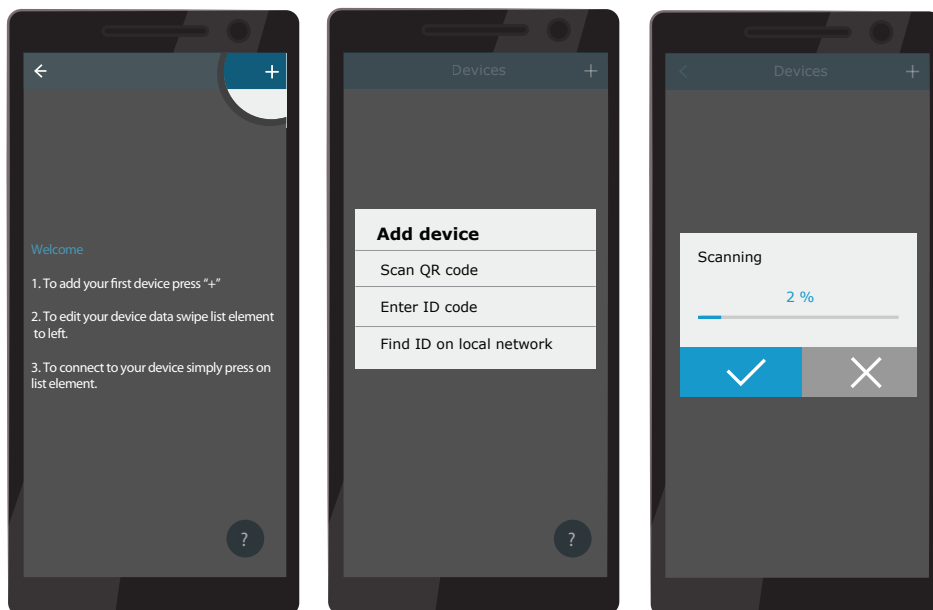 +
Welcome
1. To add your first device press “+”
2. To edit your device data swipe list element
to left.
3. To connect to your device simply press on
list element.
?
Devices +
Add device
Scan QR code
Enter ID code
Find ID on local network
?
Devices +
Scanning
2 %